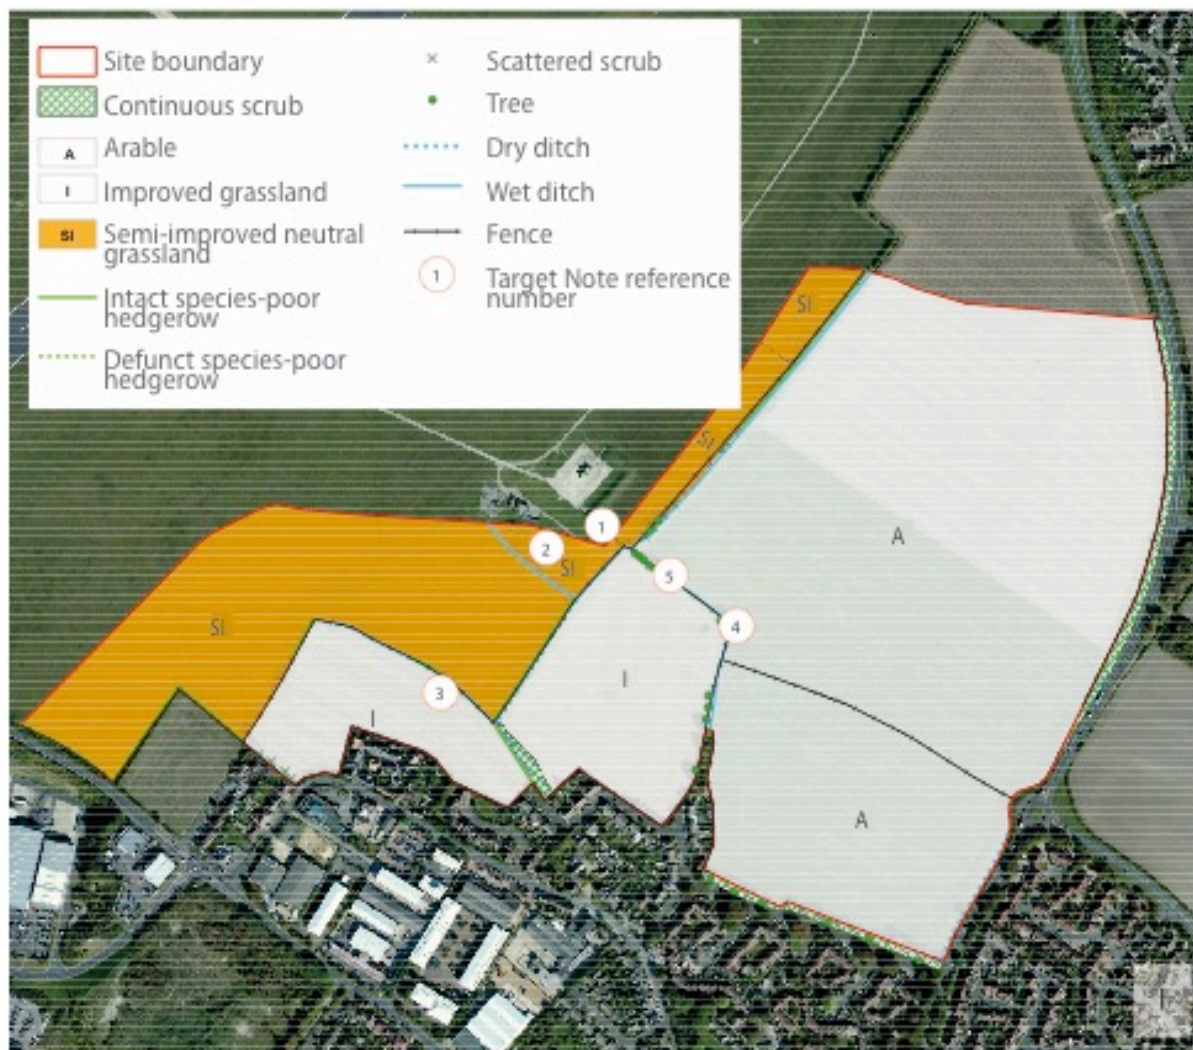 Site boundary
Continuous scrub
A Arable
I Improved grassland
SI Semi-improved neutral
grassland
Intact species-poor
hedgerow
Defunct species-poor
hedgerow
Scattered scrub
Tree
Dry ditch
Wet ditch
Fence
1 Target Note reference
number
SI
SI
1
A
2
SI
5
SI
4
I
3
I
A